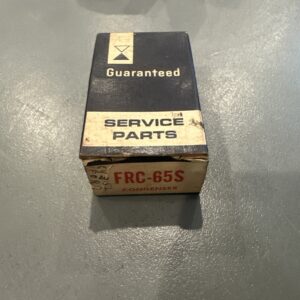 Guaranteed
SERVICE
PARTS
FRC-65S
CONDENSER